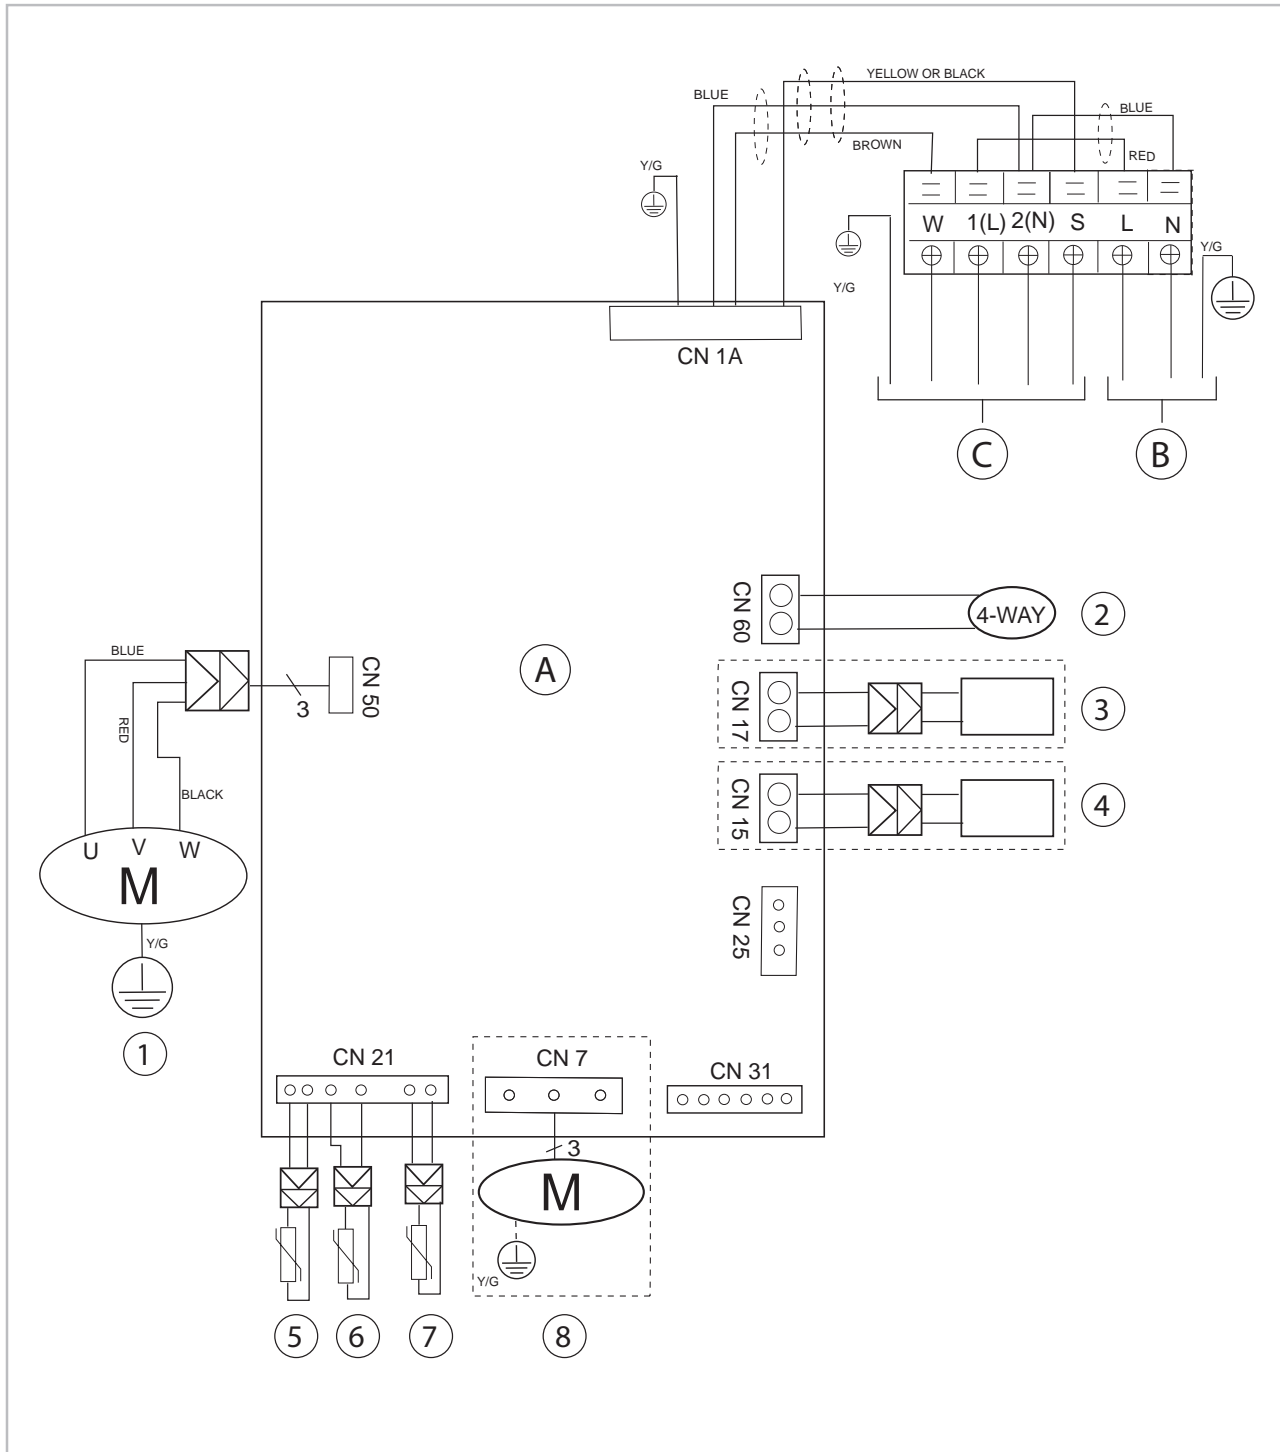 YELLOW OR BLACK
BLUE
BLUE
BROWN
RED
Y/G
W 1(L) 2(N) S L N
Y/G
Y/G
CN 1A
C
B
CN 60
4-WAY
2
A
BLUE
CN 50
3
CN 17
3
RED
BLACK
CN 15
4
U V W
M
CN 25
Y/G
1
CN 21
CN 7
CN 31
3
M
Y/G
5
6
7
8